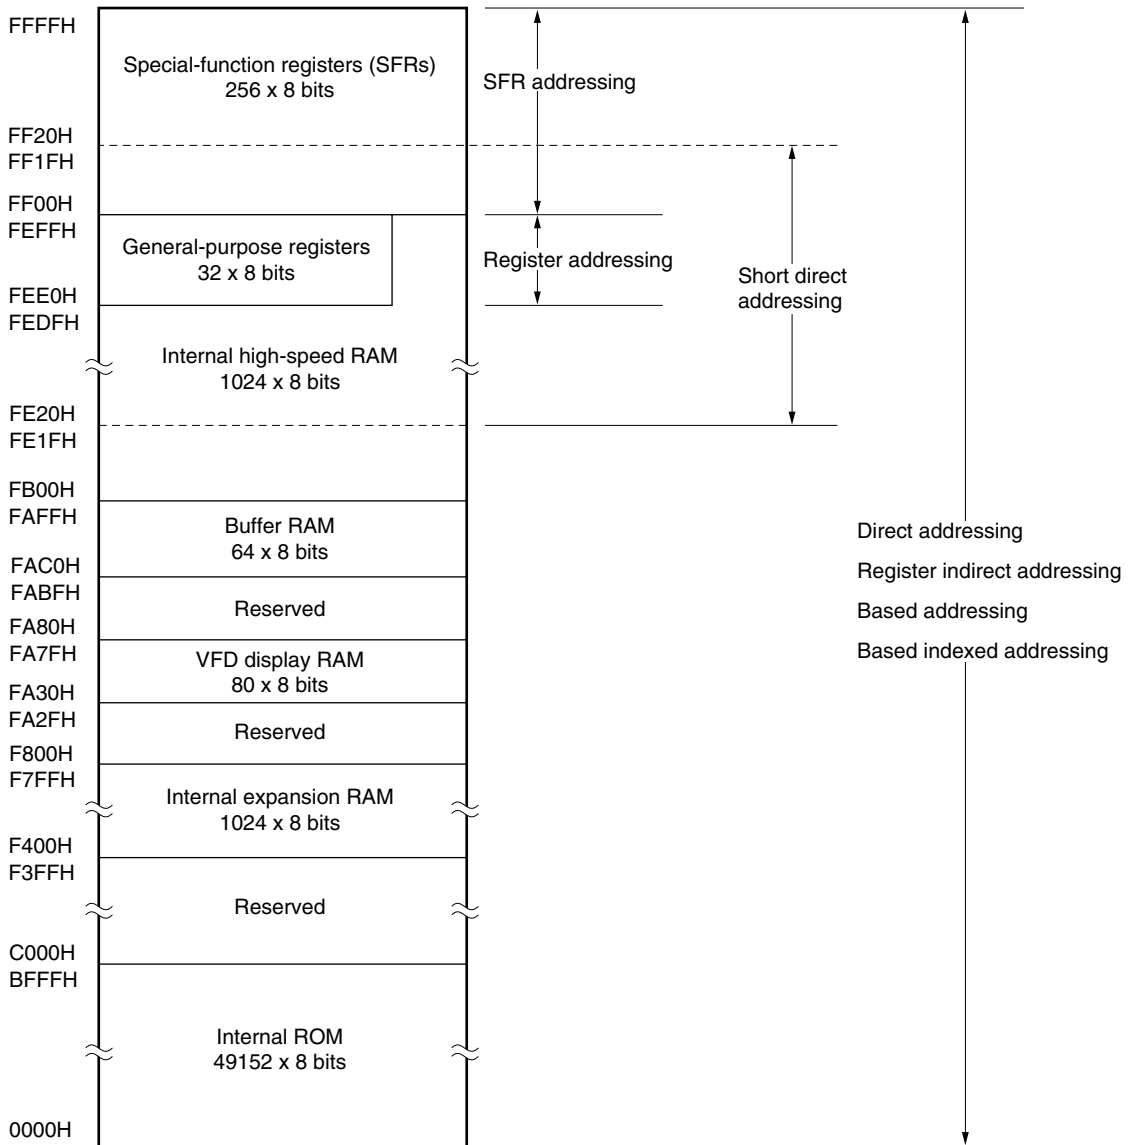 FFFFH
Special-function registers (SFRs)
256 x 8 bits
SFR addressing
FF20H
FF1FH
FF00H
FEFFH
General-purpose registers
32 x 8 bits
Register addressing
Short direct
addressing
FEE0H
FEDFH
Internal high-speed RAM
1024 x 8 bits
FE20H
FE1FH
FB00H
FAFFH
Buffer RAM
64 x 8 bits
Direct addressing
Register indirect addressing
Based addressing
Based indexed addressing
FAC0H
FABFH
Reserved
FA80H
FA7FH
VFD display RAM
80 x 8 bits
FA30H
FA2FH
Reserved
F800H
F7FFH
Internal expansion RAM
1024 x 8 bits
F400H
F3FFH
Reserved
C000H
BFFFH
Internal ROM
49152 x 8 bits
0000H